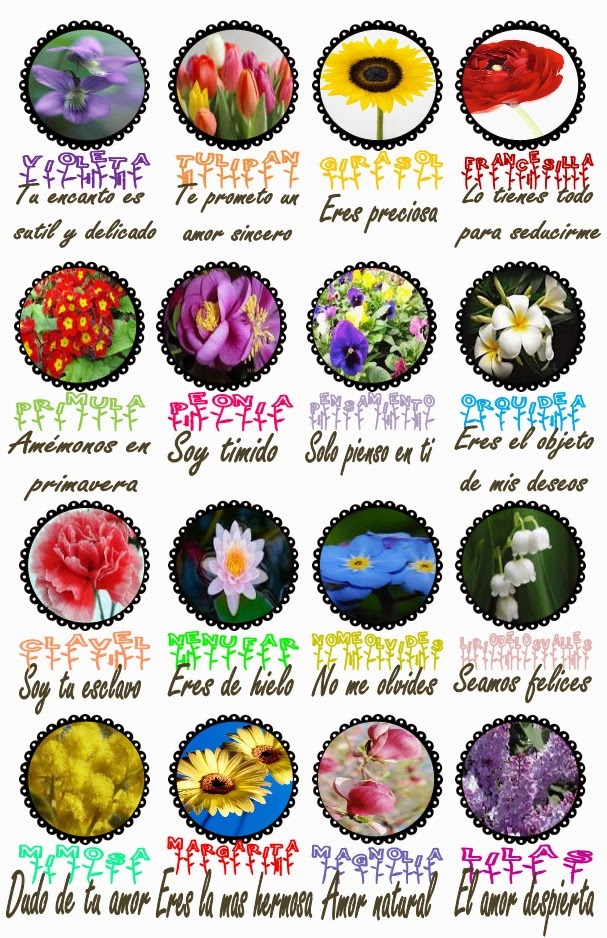 VIOLETA TULIPAN GIRASOL FRANCESILLA
Tu encanto es
sutil y delicado
Te prometo un
amor sincero
Eres preciosa
Lo tienes todo
para seducirme
PRIMULA PEONIA PENSAMIENTO ORQUIDEA
Amémonos en
primavera
Soy timido
Solo pienso en ti
Eres el objeto
de mis deseos
CLAVEL NENUFAR NOMEOLVIDES LIRIODELOSVALLES
Soy tu esclavo
Eres de hielo
No me olvides
Seamos felices
MIMOSA MARGARITA MAGNOLIA LILAS
Dudo de tu amor
Eres la mas hermosa
Amor natural
El amor despierta